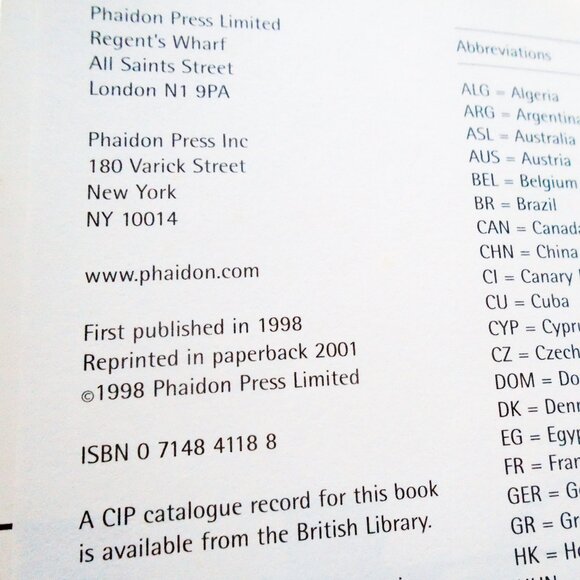 Phaidon Press Limited
Regent's Wharf
All Saints Street
London N1 9PA
Phaidon Press Inc
180 Varick Street
New York
NY 10014
www.phaidon.com
First published in 1998
Reprinted in paperback 2001
©1998 Phaidon Press Limited
ISBN 0 7148 4118 8
A CIP catalogue record for this book
is available from the British Library.
Abbreviations
ALG = Algeria
ARG = Argentina
ASL = Australia
AUS = Austria
BEL = Belgium
BR = Brazil
CAN = Canada
CHN = China
CI = Canary
CU = Cuba
CYP = Cypru
CZ = Czech
DOM = Do
DK = Denn
EG = Egyp
FR = Fran
GER = Ge
GR = Gr
HK = Ho